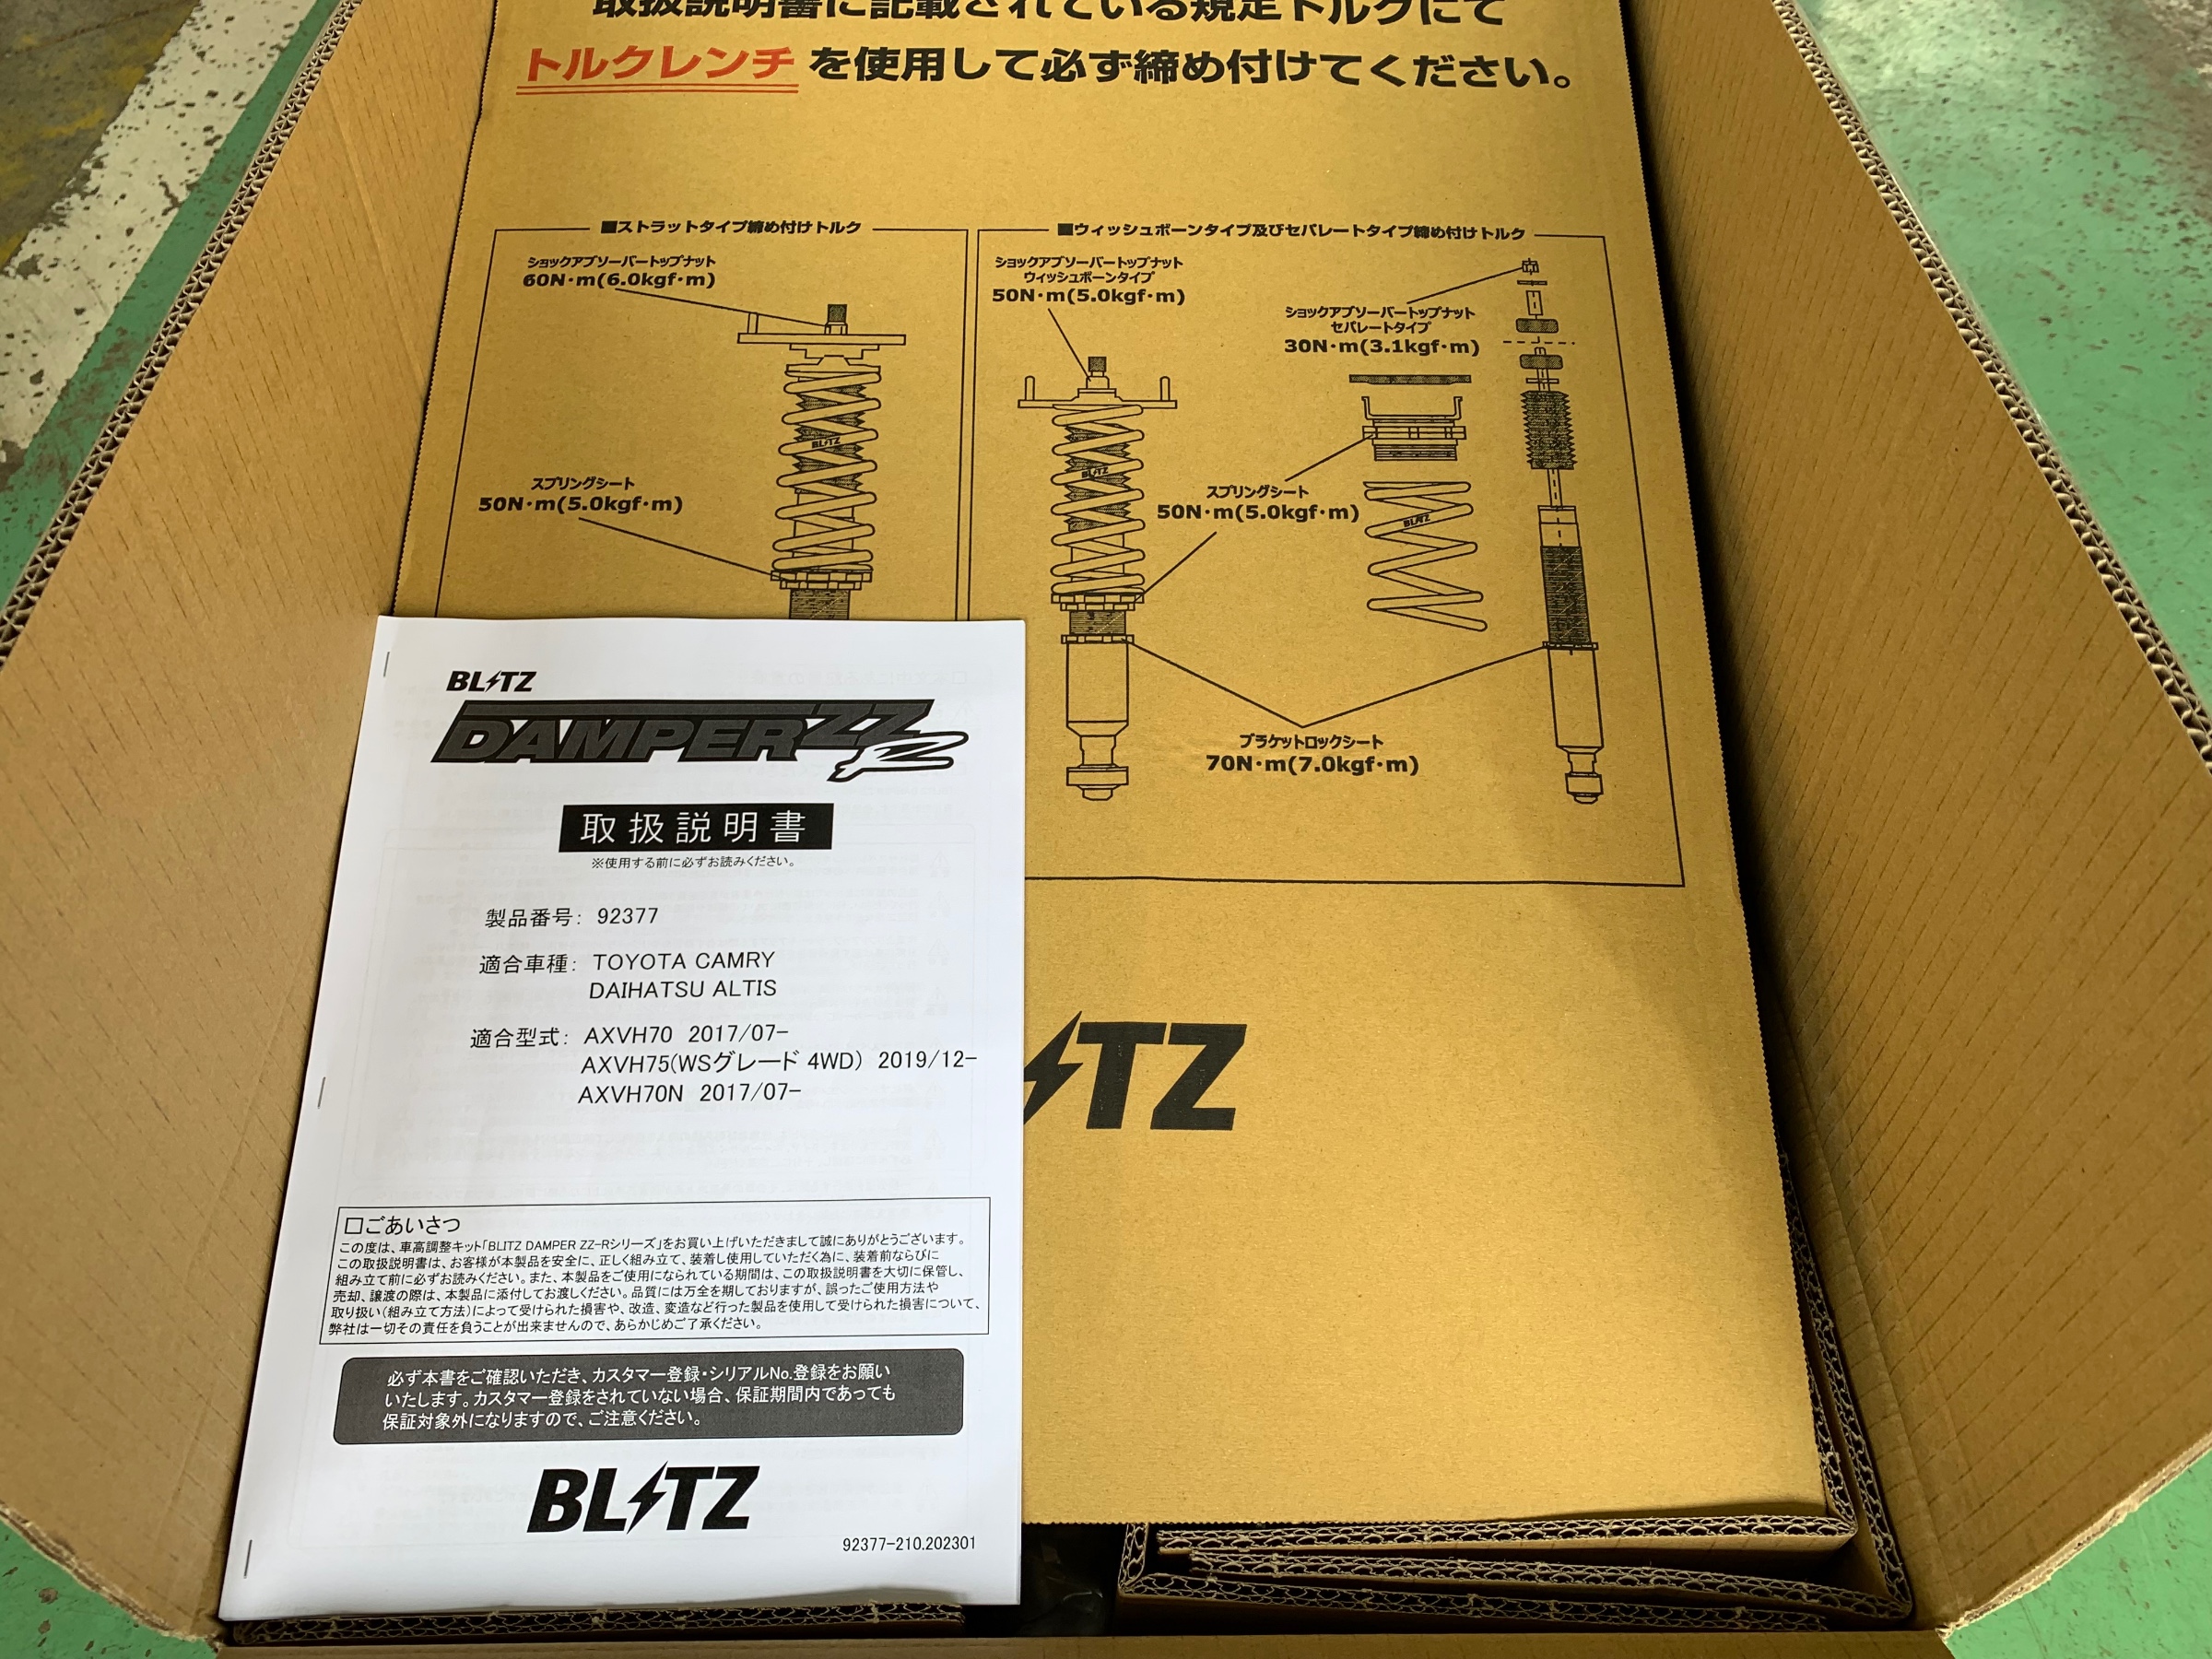 取扱説明書に記載されている規定トルクにて
トルクレンチ を使用して必ず締め付けてください。
■ストラットタイプ締め付けトルク
ショックアブソーバートップナット
60N・m(6.0kgf・m)
BLITZ
スプリングシート
50N・m(5.0kgf・m)
■ウィッシュボーンタイプ及びセパレートタイプ締め付けトルク
ショックアブソーバートップナット
ウィッシュボーンタイプ
50N・m(5.0kgf・m)
ショックアブソーバートップナット
セパレートタイプ
30N・m(3.1kgf・m)
BLITZ
スプリングシート
50N・m(5.0kgf・m)
BLITZ
ブラケットロックシート
70N・m(7.0kgf・m)
TZ
BLITZ
DAMPER ZZ R
取扱説明書
※使用する前に必ずお読みください。
製品番号: 92377
適合車種: TOYOTA CAMRY
DAIHATSU ALTIS
適合型式: AXVH70 2017/07-
AXVH75(WSグレード 4WD) 2019/12-
AXVH70N 2017/07-
□ごあいさつ
この度は、車高調整キット「BLITZ DAMPER ZZ-Rシリーズ」をお買い上げいただきまして誠にありがとうございます。
この取扱説明書は、お客様が本製品を安全に、正しく組み立て、装着し使用していただく為に、装着前ならびに
組み立て前に必ずお読みください。また、本製品をご使用になられている期間は、この取扱説明書を大切に保管し、
売却、譲渡の際は、本製品に添付してお渡しください。品質には万全を期しておりますが、誤ったご使用方法や
取り扱い(組み立て方法)によって受けられた損害や、改造、変造など行った製品を使用して受けられた損害について、
弊社は一切その責任を負うことが出来ませんので、あらかじめご了承ください。
必ず本書をご確認いただき、カスタマー登録・シリアルNo.登録をお願い
いたします。カスタマー登録をされていない場合、保証期間内であっても
保証対象外になりますので、ご注意ください。
BLITZ
92377-210.202301